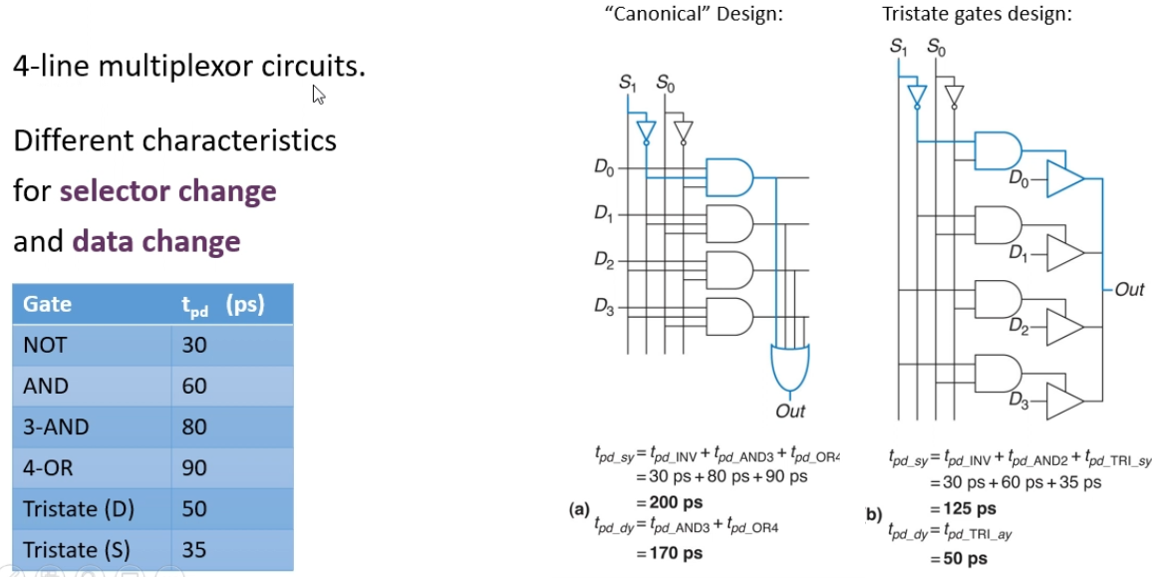 4-line multiplexor circuits.
Different characteristics
for selector change
and data change
Gate tpd (ps)
NOT 30
AND 60
3-AND 80
4-OR 90
Tristate (D) 50
Tristate (S) 35
“Canonical” Design:
S1 S0
D0
D1
D2
D3
Out
tpd_sy = tpd_INV + tpd_AND3 + tpd_OR4
= 30 ps + 80 ps + 90 ps
= 200 ps
(a)
tpd_dy = tpd_AND3 + tpd_OR4
= 170 ps
Tristate gates design:
S1 S0
D0
D1
Out
D2
D3
tpd_sy = tpd_INV + tpd_AND2 + tpd_TRI_sy
= 30 ps + 60 ps + 35 ps
= 125 ps
b)
tpd_dy = tpd_TRI_ay
= 50 ps